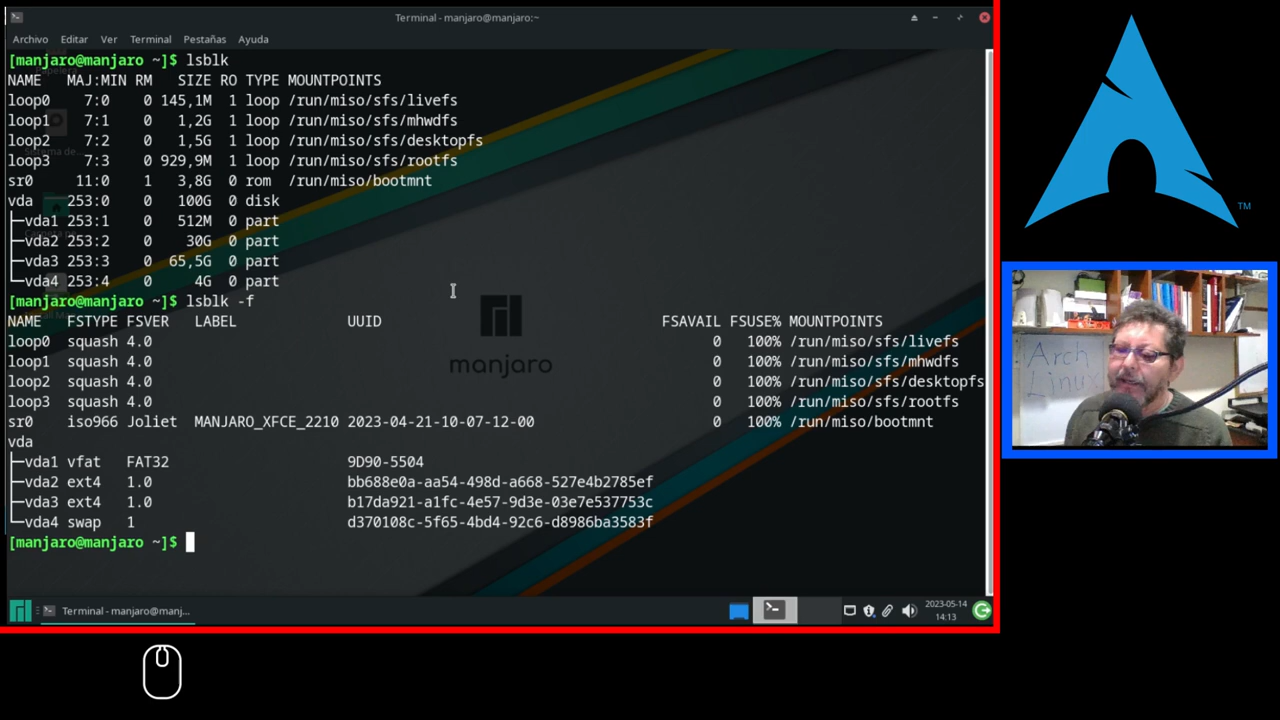 Terminal - manjaro@manjaro:~
Archivo Editar Ver Terminal Pestañas Ayuda
[manjaro@manjaro ~]$ lsblk
NAME MAJ:MIN RM SIZE RO TYPE MOUNTPOINTS
loop0 7:0 0 145,1M 1 loop /run/miso/sfs/livefs
loop1 7:1 0 1,2G 1 loop /run/miso/sfs/mhwdfs
loop2 7:2 0 1,5G 1 loop /run/miso/sfs/desktopfs
loop3 7:3 0 929,9M 1 loop /run/miso/sfs/rootfs
sr0 11:0 1 3,8G 0 rom /run/miso/bootmnt
vda 253:0 0 100G 0 disk
├─vda1 253:1 0 512M 0 part
├─vda2 253:2 0 30G 0 part
├─vda3 253:3 0 65,5G 0 part
└─vda4 253:4 0 4G 0 part
[manjaro@manjaro ~]$ lsblk -f
NAME FSTYPE FSVER LABEL UUID FSAVAIL FSUSE% MOUNTPOINTS
loop0 squash 4.0 0 100% /run/miso/sfs/livefs
loop1 squash 4.0 0 100% /run/miso/sfs/mhwdfs
loop2 squash 4.0 0 100% /run/miso/sfs/desktopfs
loop3 squash 4.0 0 100% /run/miso/sfs/rootfs
sr0 iso966 Joliet MANJARO_XFCE_2210 2023-04-21-10-07-12-00 0 100% /run/miso/bootmnt
vda
├─vda1 vfat FAT32 9D90-5504
├─vda2 ext4 1.0 bb688e0a-aa54-498d-a668-527e4b2785ef
├─vda3 ext4 1.0 b17da921-a1fc-4e57-9d3e-03e7e537753c
└─vda4 swap 1 d370108c-5f65-4bd4-92c6-d8986ba3583f
[manjaro@manjaro ~]$
manjaro
Terminal - manjaro@manj...
2023-05-14
14:13
TM
Arch
Linux